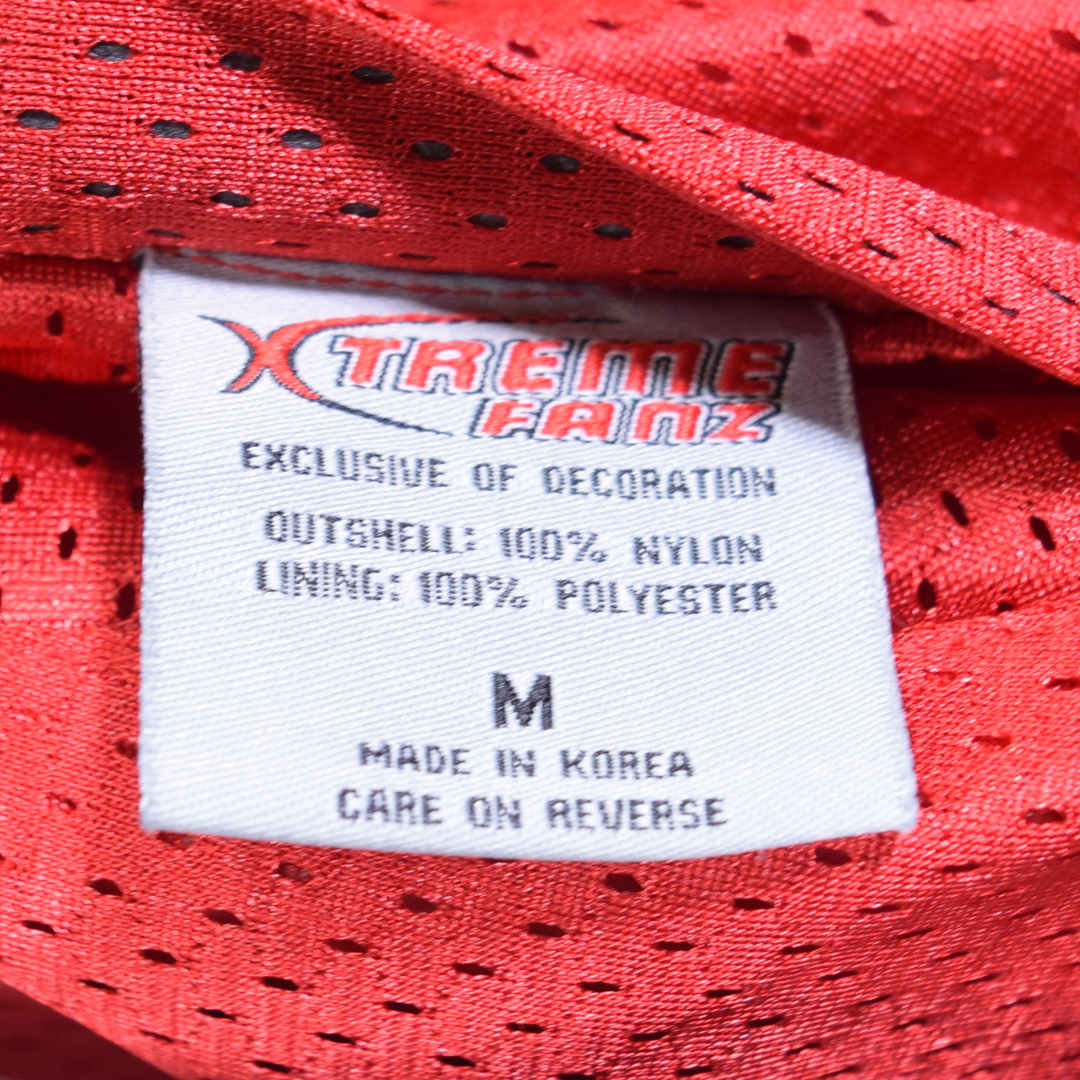 XTREME
FANZ
EXCLUSIVE OF DECORATION
OUTSHELL: 100% NYLON
LINING: 100% POLYESTER
M
MADE IN KOREA
CARE ON REVERSE